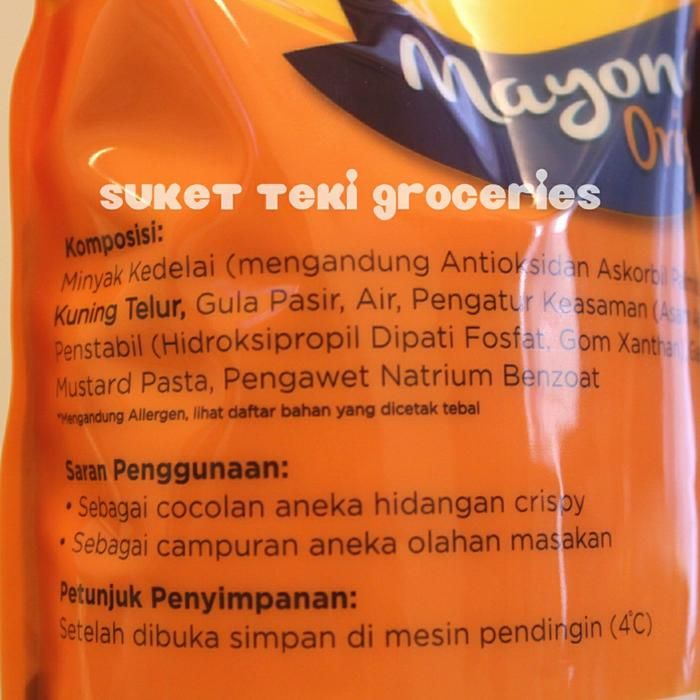 Mayon
Ori
SUKET TEKI groceries
Komposisi:
Minyak Kedelai (mengandung Antioksidan Askorbil
Kuning Telur, Gula Pasir, Air, Pengatur Keasaman (Asam
Penstabil (Hidroksipropil Dipati Fosfat, Gom Xanthan),
Mustard Pasta, Pengawet Natrium Benzoat
*Mengandung Allergen, lihat daftar bahan yang dicetak tebal
Saran Penggunaan:
• Sebagai cocolan aneka hidangan crispy
• Sebagai campuran aneka olahan masakan
Petunjuk Penyimpanan:
Setelah dibuka simpan di mesin pendingin (4°C)